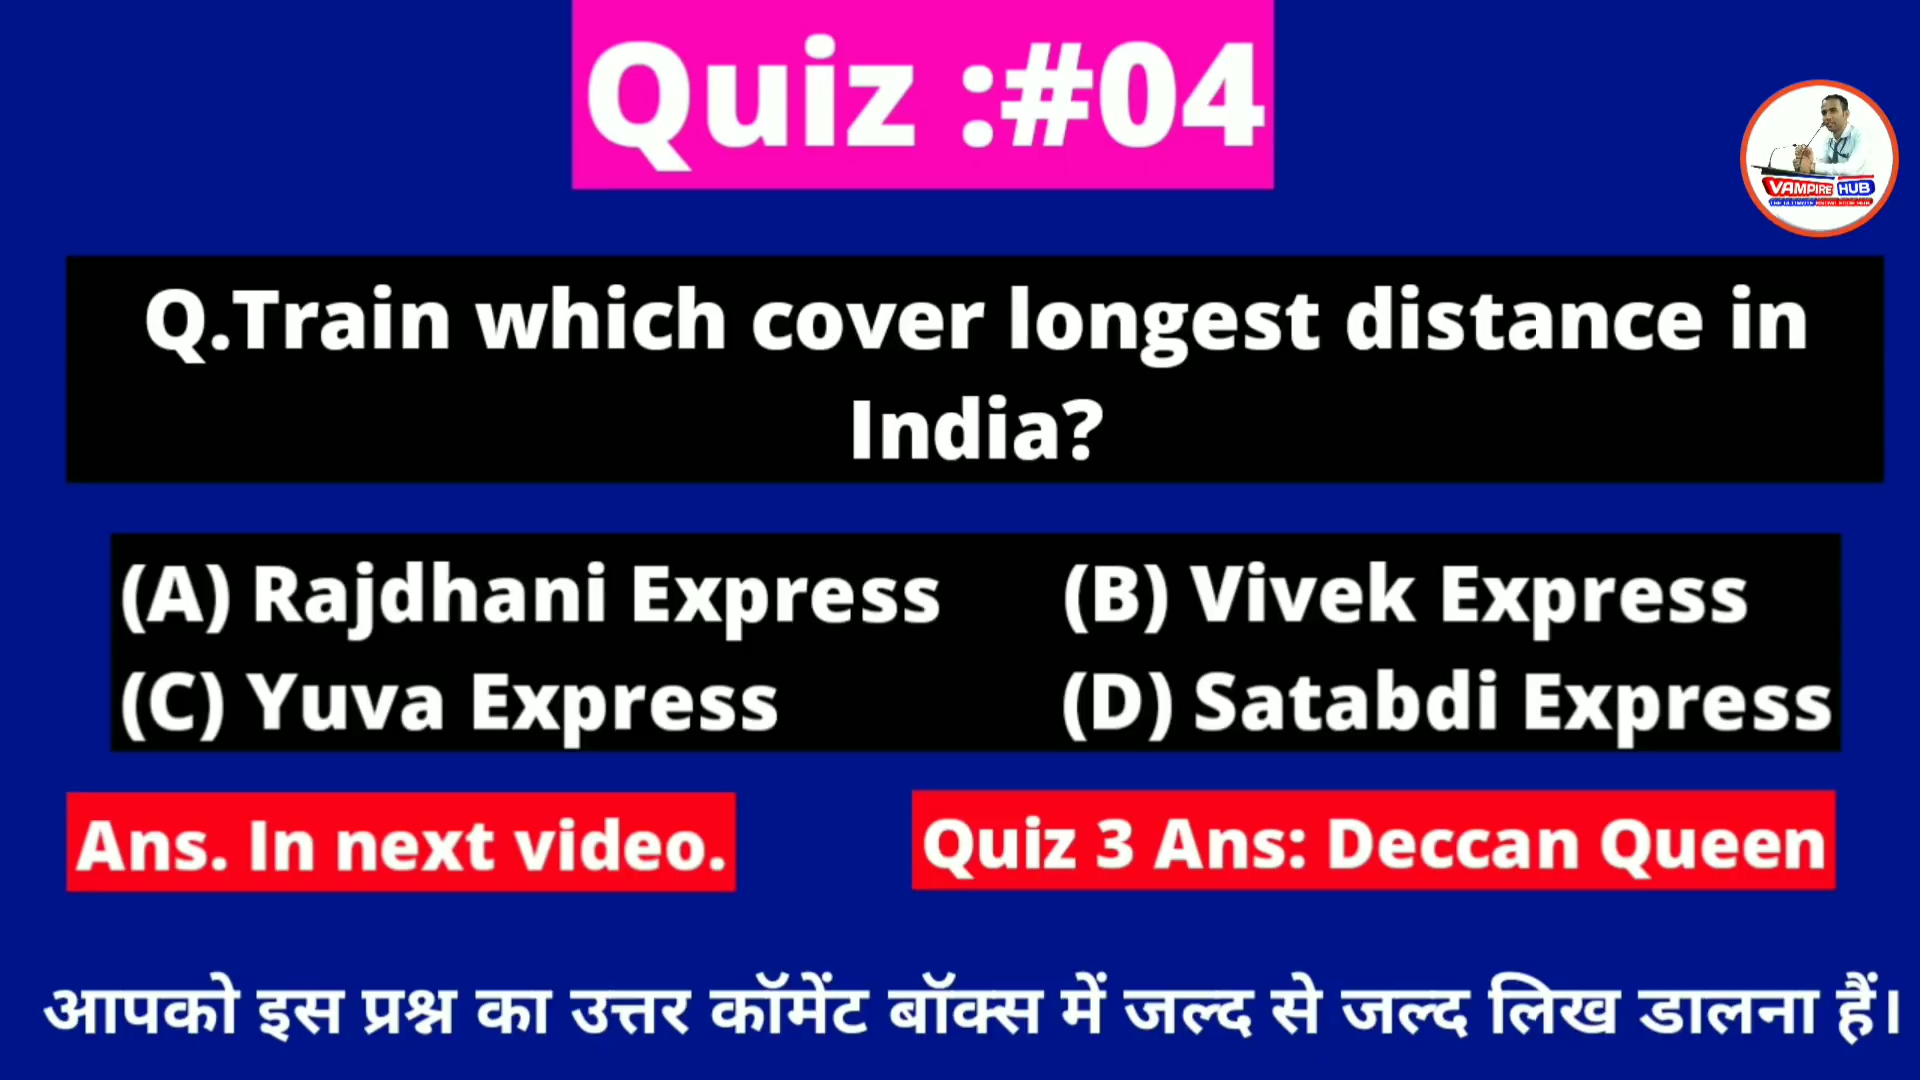 Quiz :#04
VAMPIRE HUB
Q.Train which cover longest distance in
India?
(A) Rajdhani Express (B) Vivek Express
(C) Yuva Express (D) Satabdi Express
Ans. In next video. Quiz 3 Ans: Deccan Queen
आपको इस प्रश्न का उत्तर कॉमेंट बॉक्स में जल्द से जल्द लिख डालना हैं।